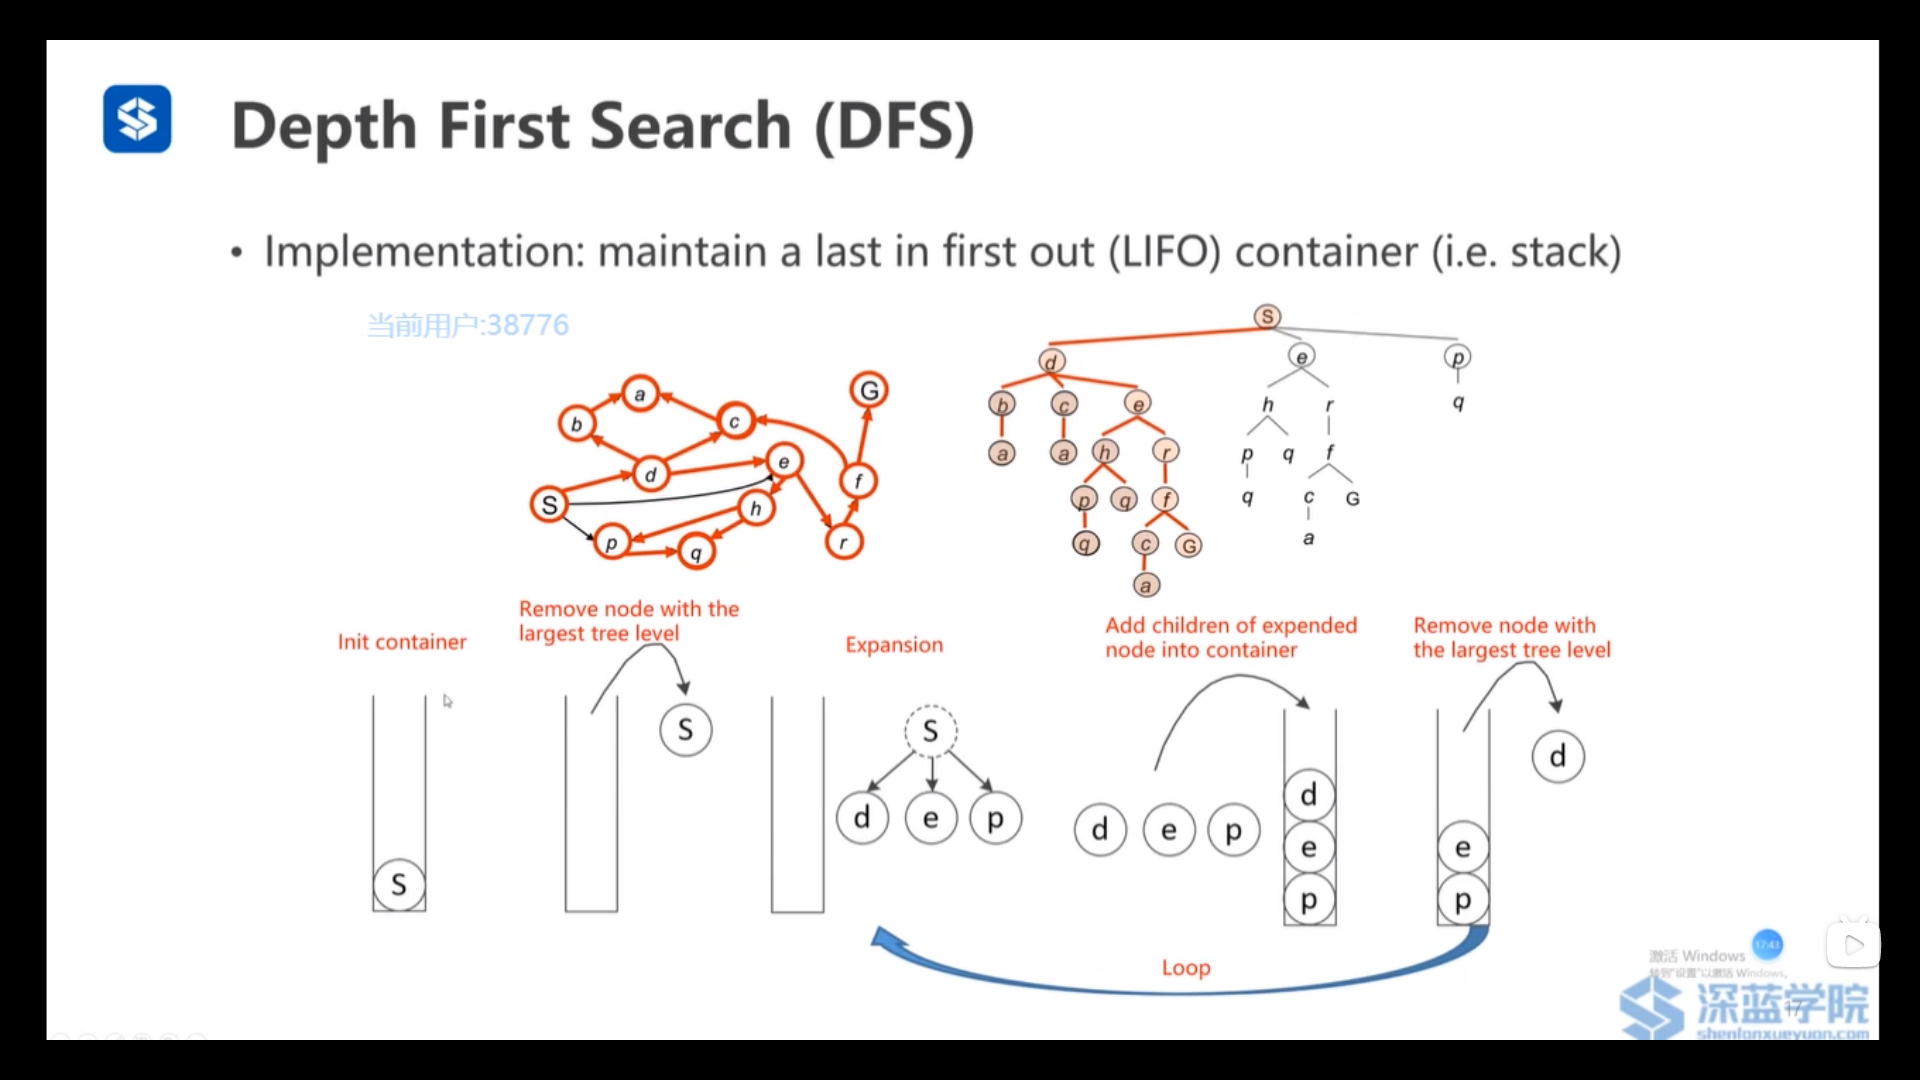 Depth First Search (DFS)
• Implementation: maintain a last in first out (LIFO) container (i.e. stack)
当前用户:38776
S
a
G
b
c
d
e
f
S
h
p
q
r
d
e
p
b
c
e
h
r
q
a
a
h
r
p
q
f
p
q
f
q
c
G
q
c
G
a
a
Remove node with the
largest tree level
Init container
Expansion
Add children of expended
node into container
Remove node with
the largest tree level
S
S
S
d e p
d e p
d
e
p
d
e
p
Loop
激活 Windows
17:43
转到"设置"以激活 Windows。
17
深蓝学院
shenlanxueyuan.com